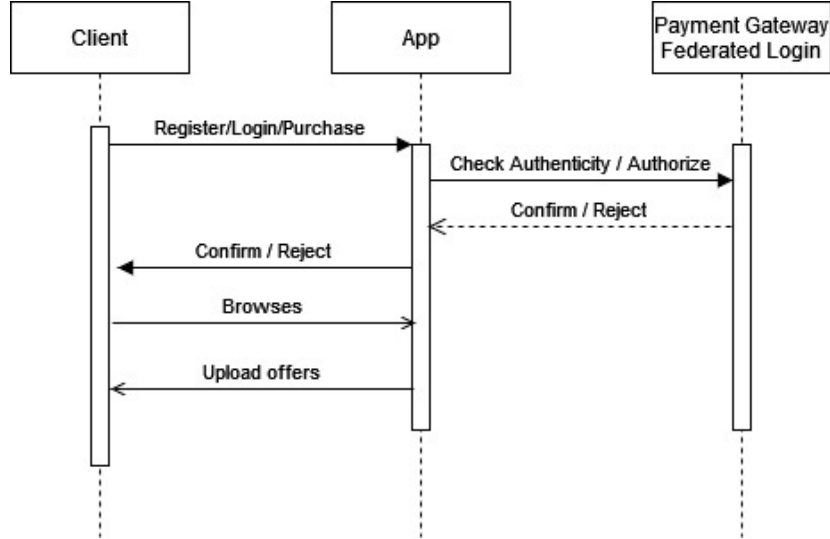 Client
App
Payment Gateway
Federated Login
Register/Login/Purchase
Check Authenticity / Authorize
Confirm / Reject
Confirm / Reject
Browses
Upload offers